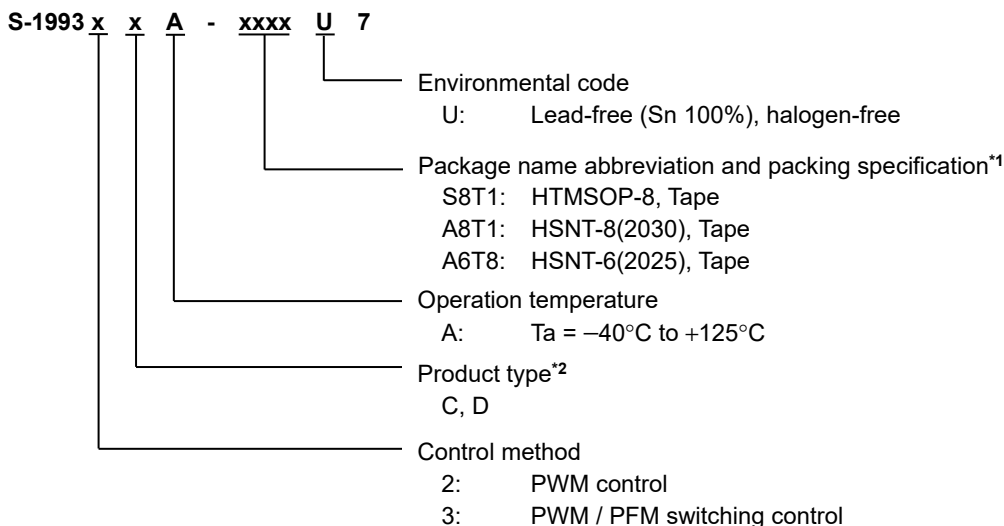 S-1993 x x A - xxxx U 7
Environmental code
U: Lead-free (Sn 100%), halogen-free
Package name abbreviation and packing specification*1
S8T1: HTMSOP-8, Tape
A8T1: HSNT-8(2030), Tape
A6T8: HSNT-6(2025), Tape
Operation temperature
A: Ta = −40°C to +125°C
Product type*2
C, D
Control method
2: PWM control
3: PWM / PFM switching control